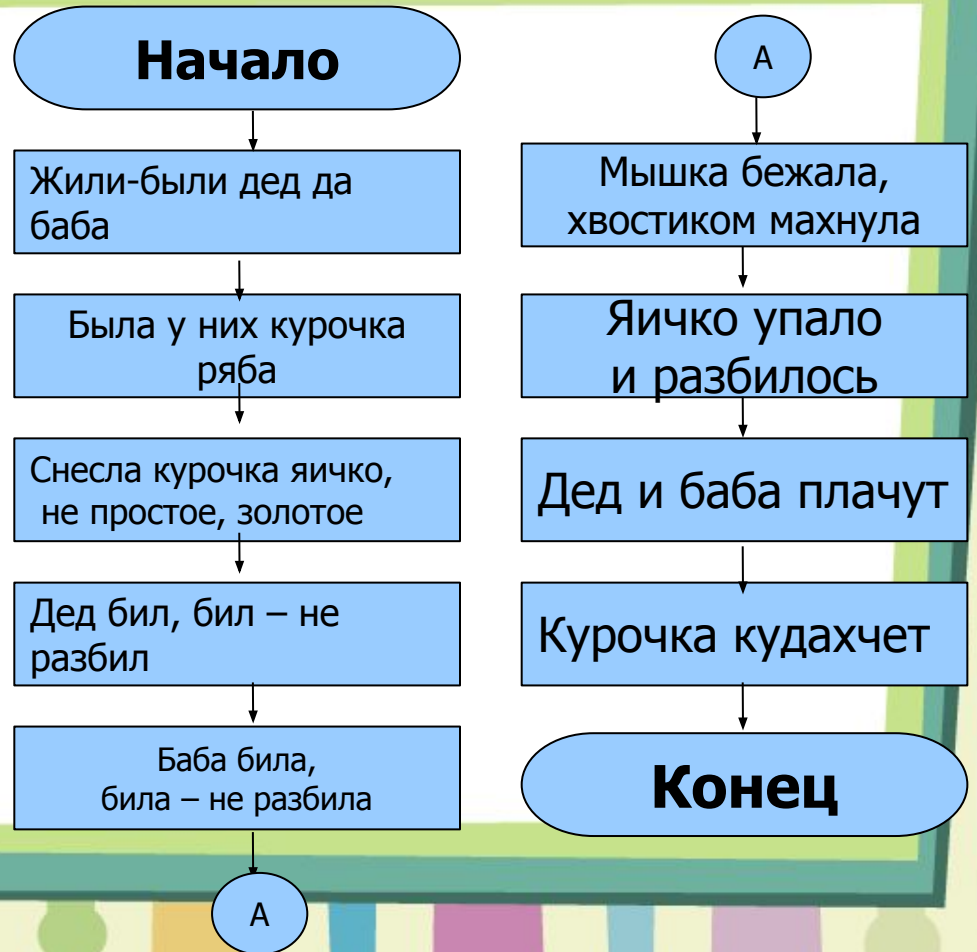 Начало
Жили-были дед да
баба
Была у них курочка
ряба
Снесла курочка яичко,
не простое, золотое
Дед бил, бил – не
разбил
Баба била,
била – не разбила
А
А
Мышка бежала,
хвостиком махнула
Яичко упало
и разбилось
Дед и баба плачут
Курочка кудахчет
Конец